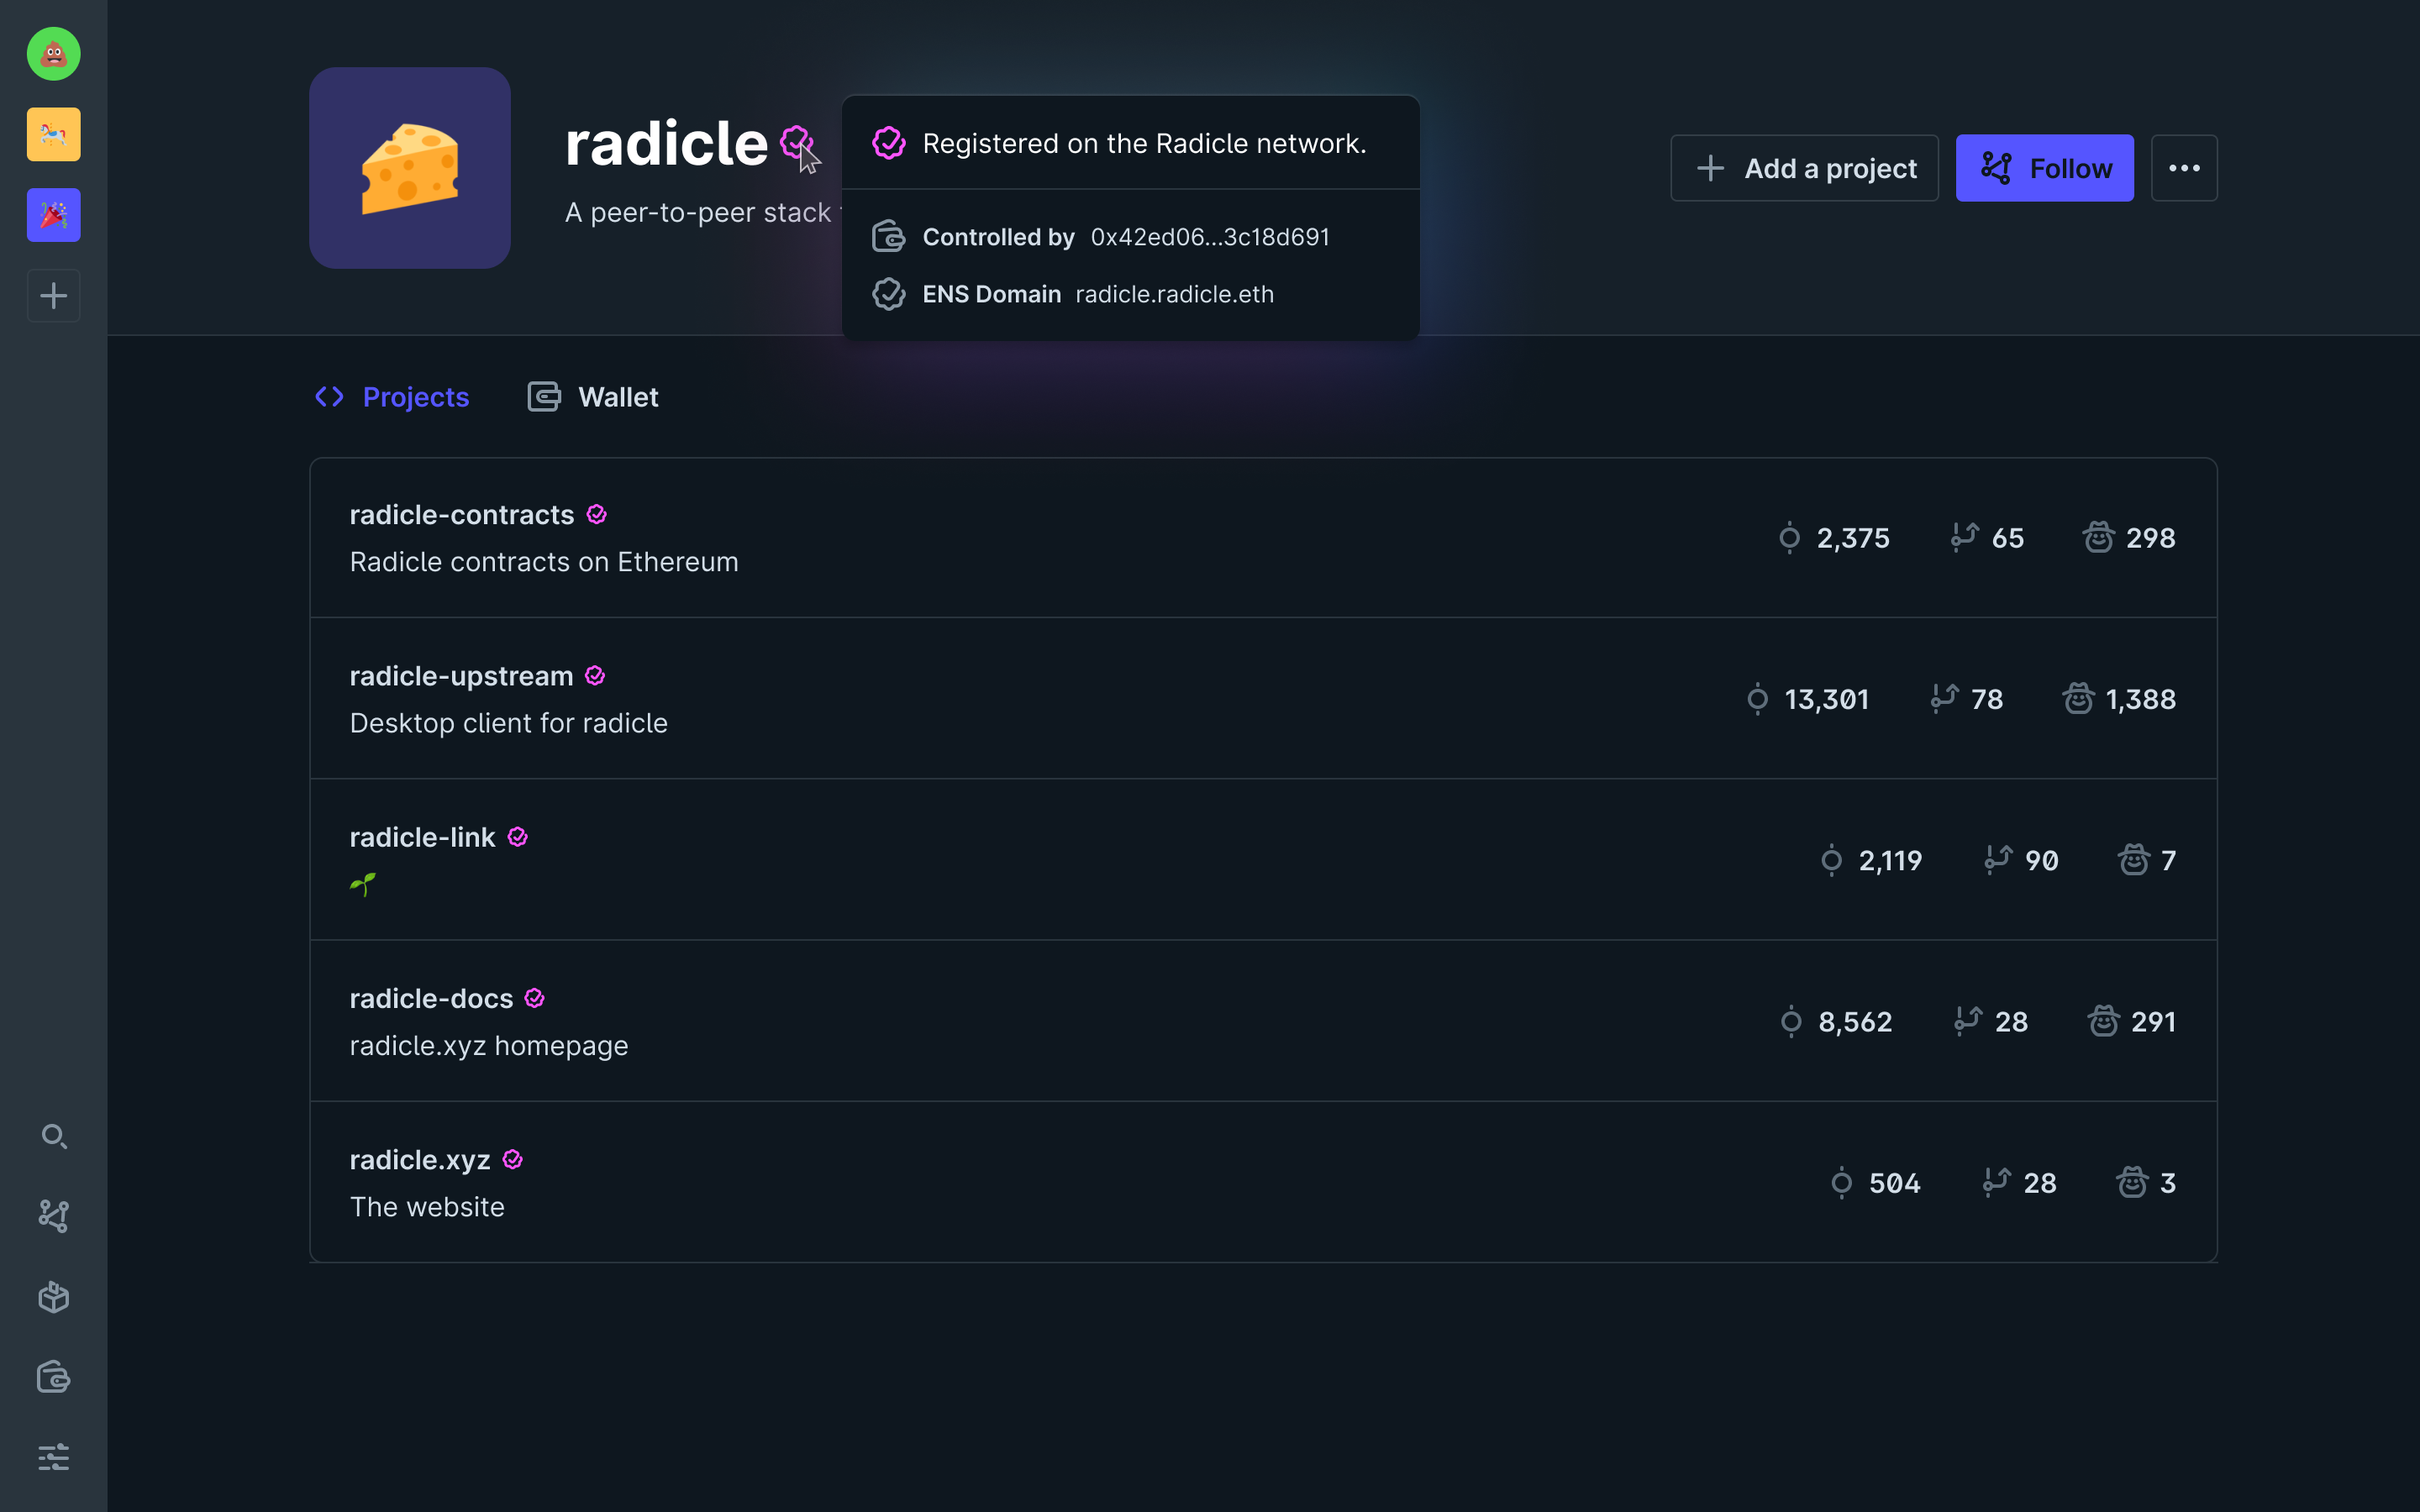 radicle
Registered on the Radicle network.
A peer-to-peer stack
Controlled by 0x42ed06...3c18d691
ENS Domain radicle.radicle.eth
Add a project
Follow
Projects
Wallet
radicle-contracts
Radicle contracts on Ethereum
2,375 65 298
radicle-upstream
Desktop client for radicle
13,301 78 1,388
radicle-link
2,119 90 7
radicle-docs
radicle.xyz homepage
8,562 28 291
radicle.xyz
The website
504 28 3